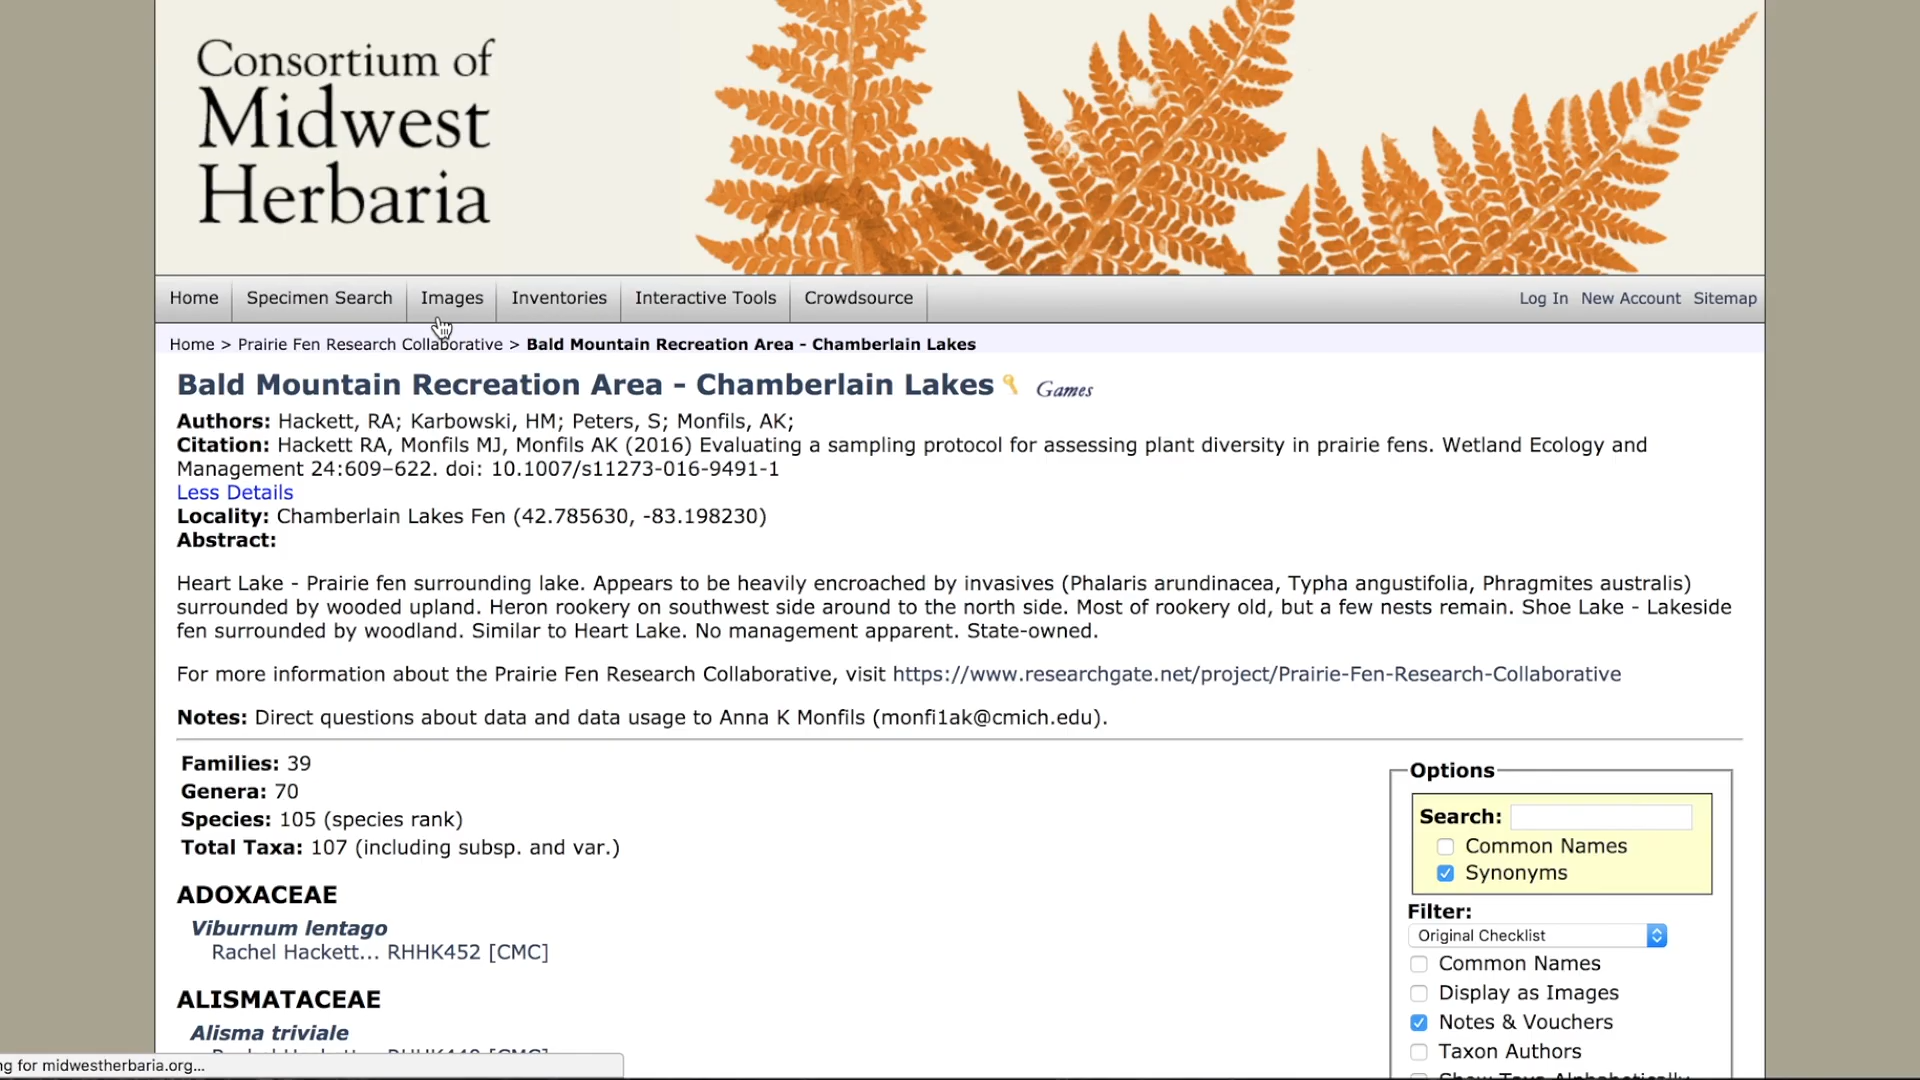 Consortium of
Midwest
Herbaria
Home Specimen Search Images Inventories Interactive Tools Crowdsource Log In New Account Sitemap
Home > Prairie Fen Research Collaborative > Bald Mountain Recreation Area - Chamberlain Lakes
Bald Mountain Recreation Area - Chamberlain Lakes Games
Authors: Hackett, RA; Karbowski, HM; Peters, S; Monfils, AK;
Citation: Hackett RA, Monfils MJ, Monfils AK (2016) Evaluating a sampling protocol for assessing plant diversity in prairie fens. Wetland Ecology and
Management 24:609–622. doi: 10.1007/s11273-016-9491-1
Less Details
Locality: Chamberlain Lakes Fen (42.785630, -83.198230)
Abstract:
Heart Lake - Prairie fen surrounding lake. Appears to be heavily encroached by invasives (Phalaris arundinacea, Typha angustifolia, Phragmites australis)
surrounded by wooded upland. Heron rookery on southwest side around to the north side. Most of rookery old, but a few nests remain. Shoe Lake - Lakeside
fen surrounded by woodland. Similar to Heart Lake. No management apparent. State-owned.
For more information about the Prairie Fen Research Collaborative, visit https://www.researchgate.net/project/Prairie-Fen-Research-Collaborative
Notes: Direct questions about data and data usage to Anna K Monfils (monfi1ak@cmich.edu).
Families: 39
Genera: 70
Species: 105 (species rank)
Total Taxa: 107 (including subsp. and var.)
ADOXACEAE
Viburnum lentago
Rachel Hackett... RHHK452 [CMC]
ALISMATACEAE
Alisma triviale
Options
Search:
Common Names
Synonyms
Filter:
Original Checklist
Common Names
Display as Images
Notes & Vouchers
Taxon Authors
Show Taxa Alphabetically
ng for midwestherbaria.org...